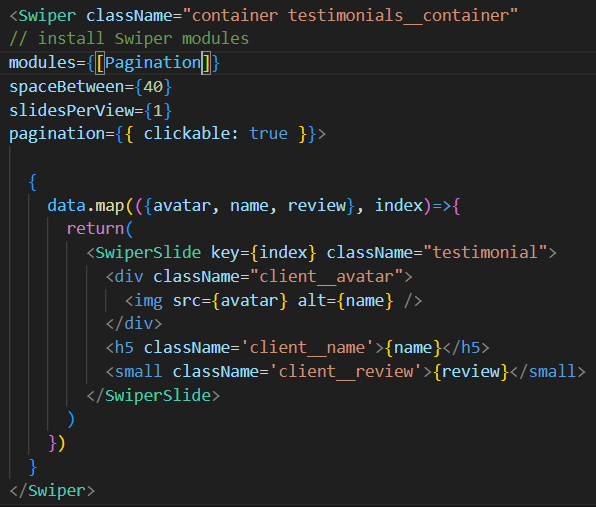 <Swiper className="container testimonials__container"
// install Swiper modules
modules={[Pagination]}
spaceBetween={40}
slidesPerView={1}
pagination={{ clickable: true }}>
{
data.map(({avatar, name, review}, index)=>{
return(
<SwiperSlide key={index} className="testimonial">
<div className="client__avatar">
<img src={avatar} alt={name} />
</div>
<h5 className='client__name'>{name}</h5>
<small className='client__review'>{review}</small>
</SwiperSlide>
)
})
}
</Swiper>